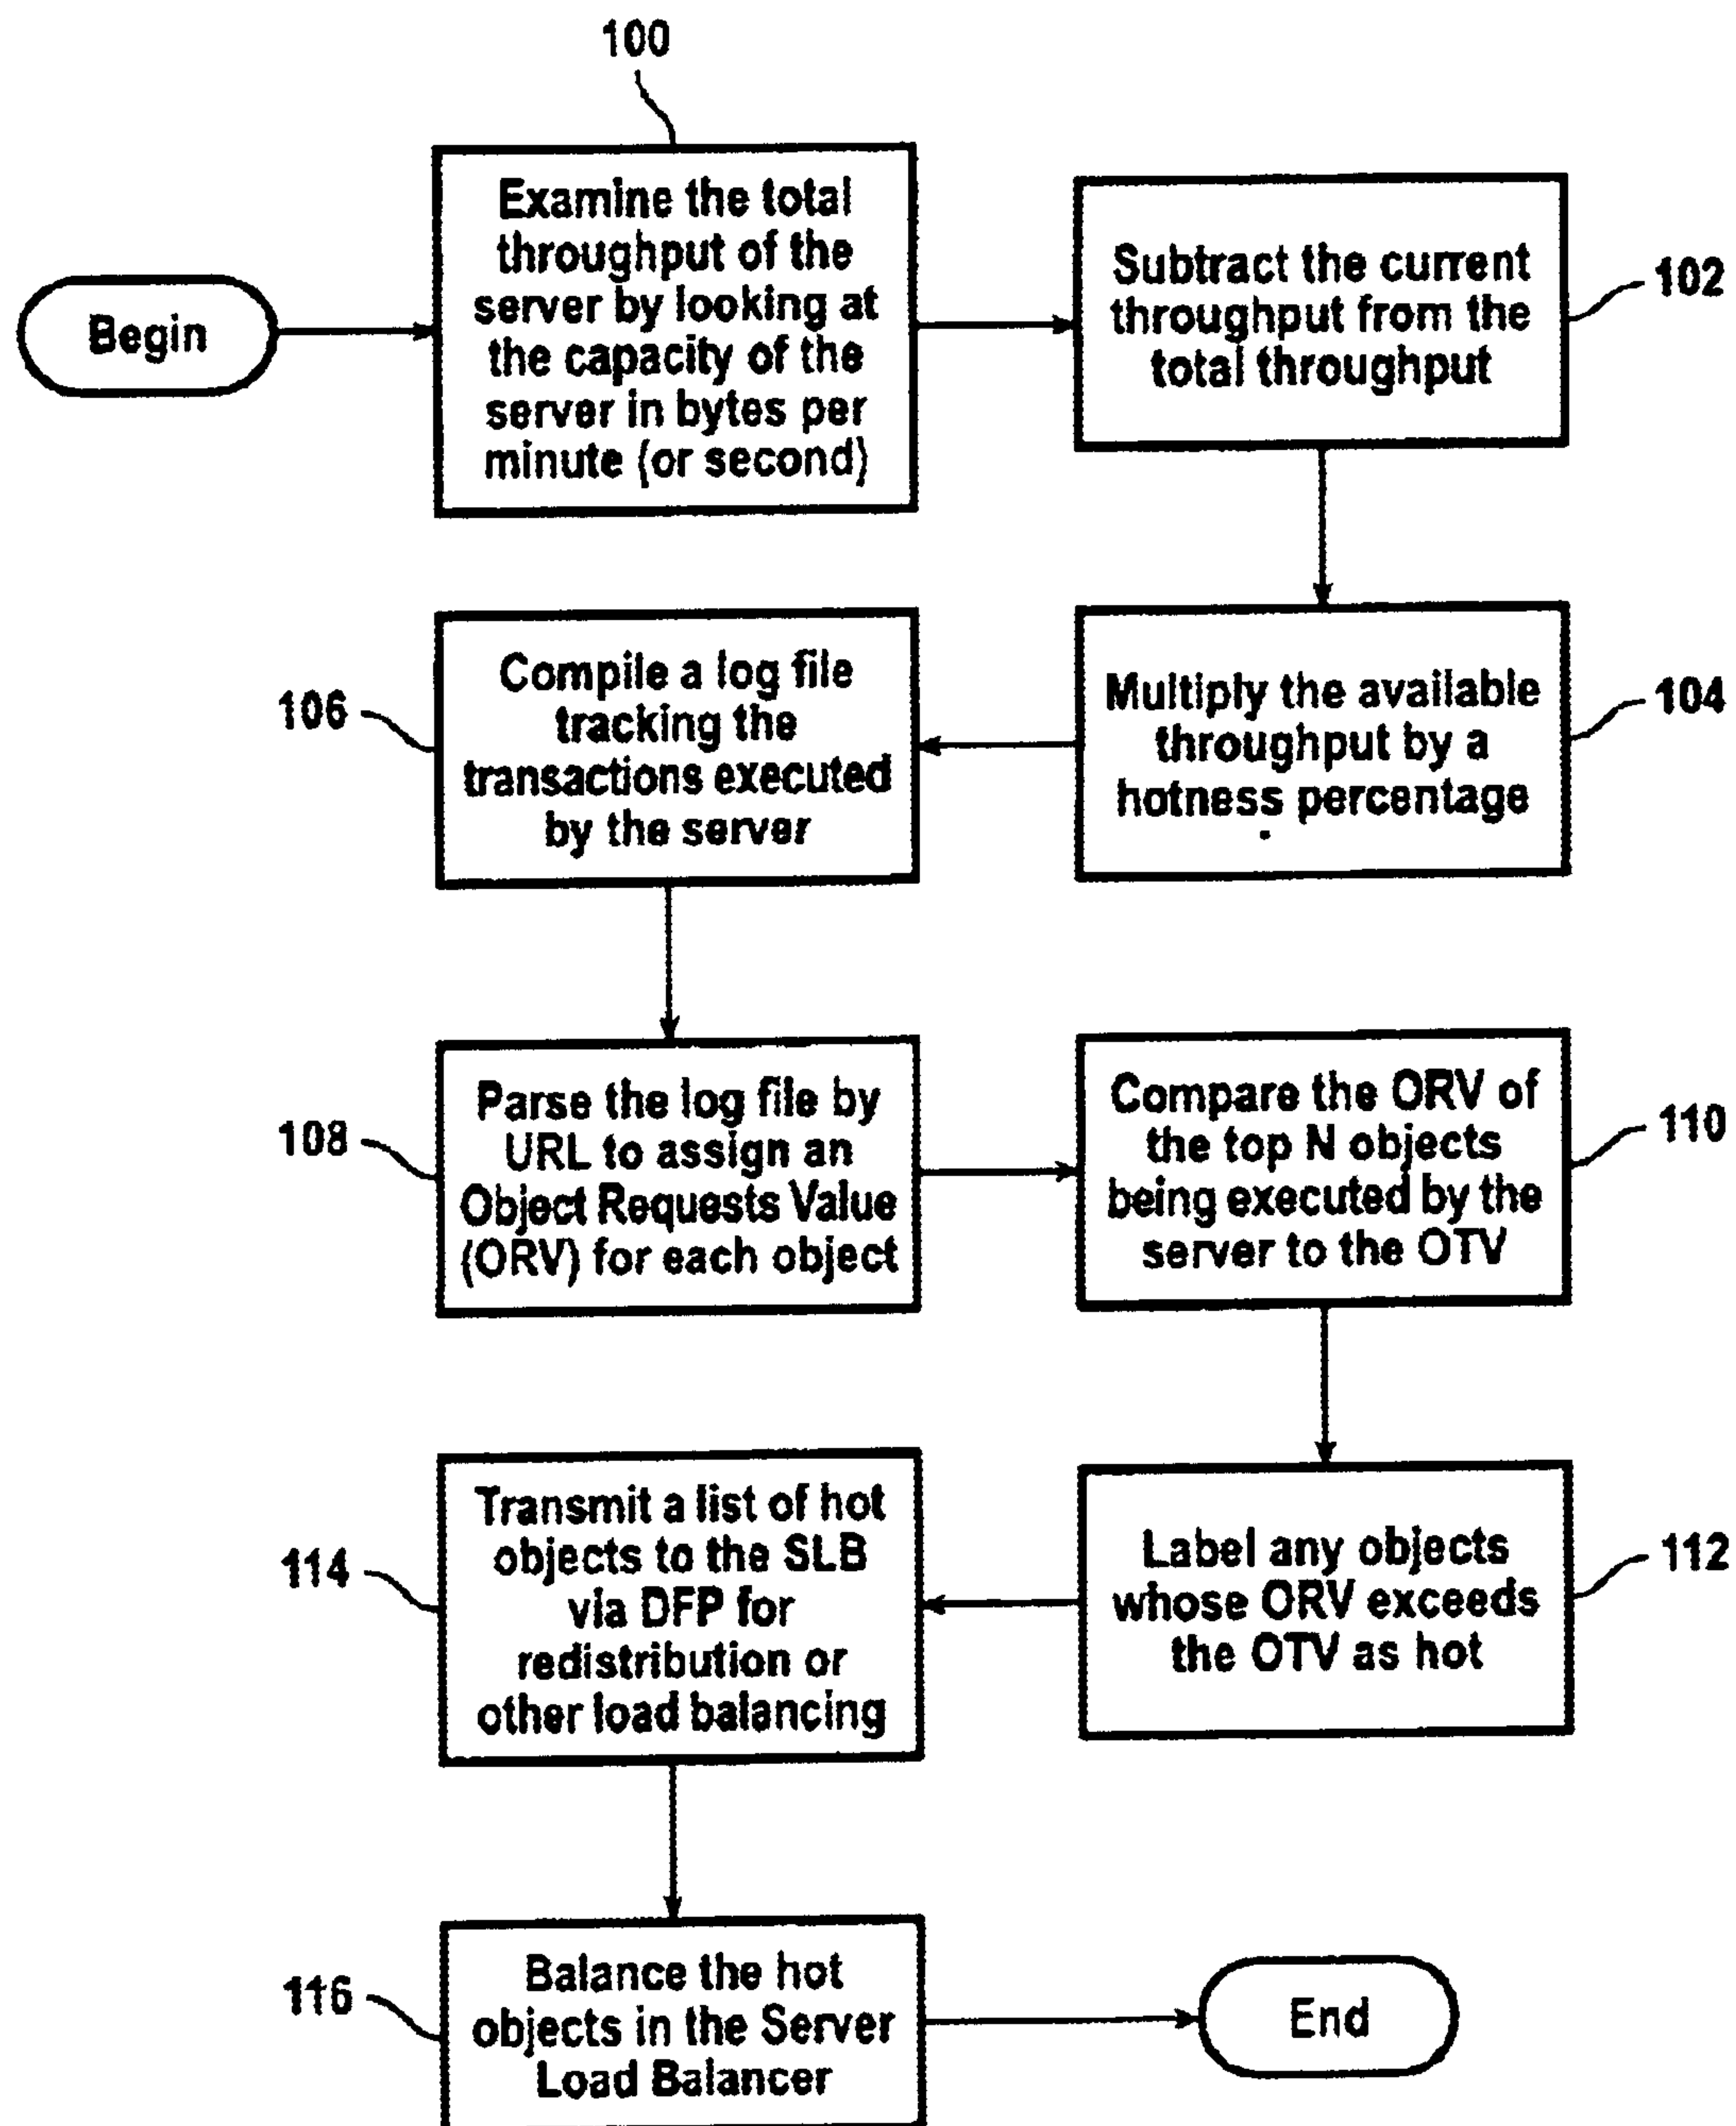 100
Examine the total
throughput of the
server by looking at
the capacity of the
server in bytes per
minute (or second)
Begin
Subtract the current
throughput from the
total throughput
102
Multiply the available
throughput by a
hotness percentage
104
106
Compile a log file
tracking the
transactions executed
by the server
108
Parse the log file by
URL to assign an
Object Requests Value
(ORV) for each object
Compare the ORV of
the top N objects
being executed by the
server to the OTV
110
Label any objects
whose ORV exceeds
the OTV as hot
112
114
Transmit a list of hot
objects to the SLB
via DFP for
redistribution or
other load balancing
116
Balance the hot
objects in the Server
Load Balancer
End